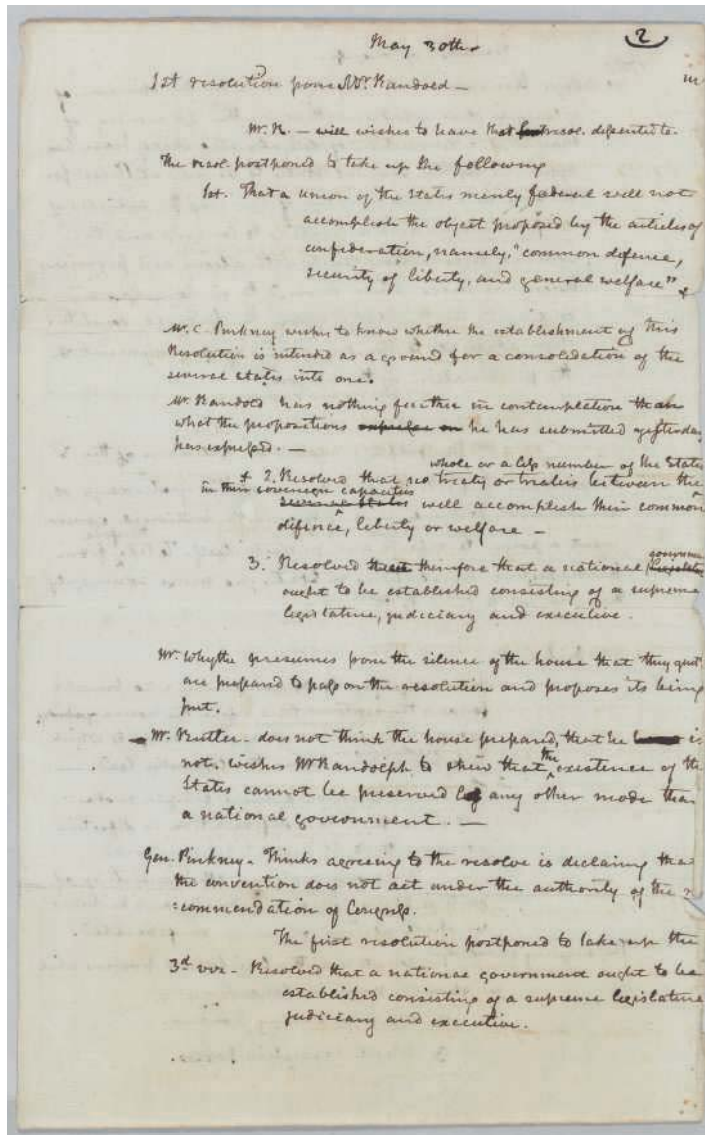 2
May 30th.
1st resolution from Mr. Randolph —
Mr. R. — wishes to have that resol. dissented to.
The resol. postponed to take up the following
1st. That a union of the States merely federal will not
accomplish the object proposed by the articles of
confederation, namely, "common defence,
security of liberty, and general welfare" +
Mr. C. Pinkney wishes to know whether the establishment of this
Resolution is intended as a ground for a consolidation of the
several states into one.
Mr. Randolph has nothing further in contemplation than
what the propositions he has submitted yesterday
has expressed. —
whole or a less number of the States
+ 2. Resolved that no treaty or treaties between the
in their sovereign capacities
several States will accomplish their common
defence, liberty or welfare —
governme
3. Resolved therefore that a national
ought to be established consisting of a supreme
legislature, judiciary and executive.
Mr. Whythe presumes from the silence of the house that they
are prepared to pass on the resolution and proposes its being
put.
Mr. Butler - does not think the house prepared, that he is
not. wishes Mr Randolph to shew that the existence of the
States cannot be preserved by any other mode than
a national government. —
Gen. Pinkney - Thinks agreeing to the resolve is declaring tha
the convention does not act under the authority of the r
:commendation of Congress.
The first resolution postponed to take up the
3d viz - Resolved that a national government ought to be
established consisting of a supreme legislature
judiciary and executive.